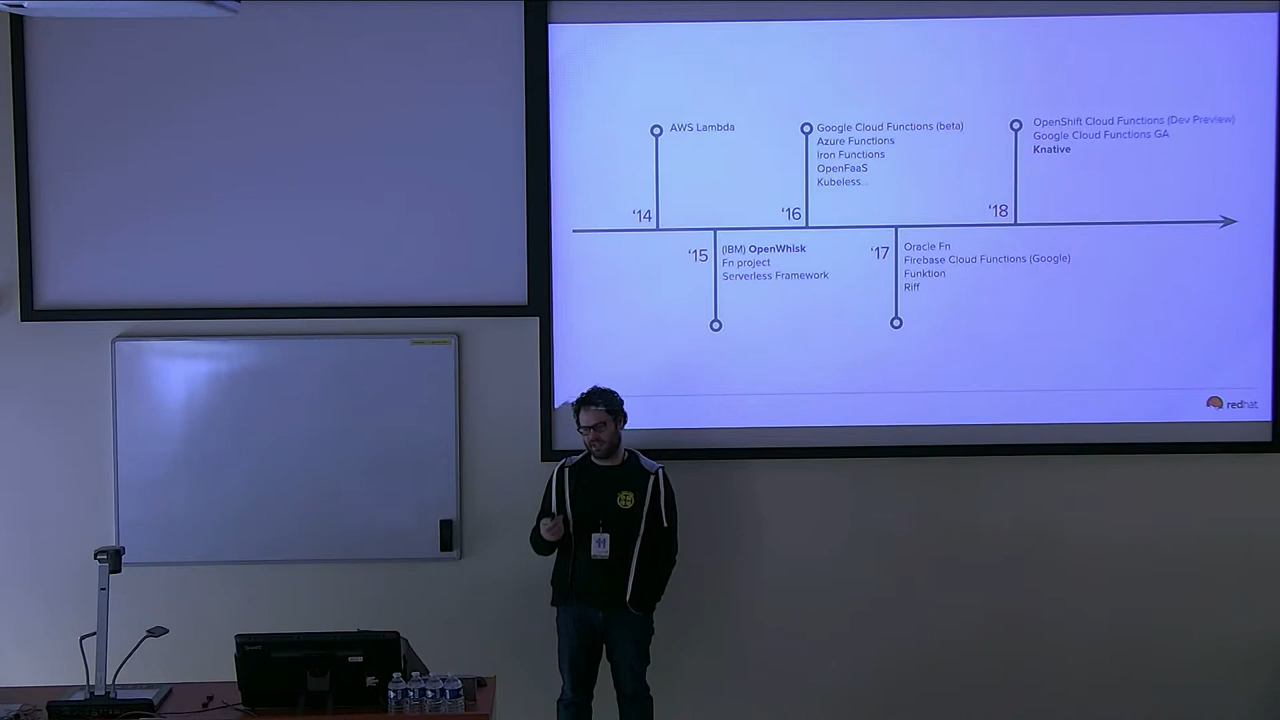 AWS Lambda
'14
Google Cloud Functions (beta)
Azure Functions
Iron Functions
OpenFaaS
Kubeless...
'16
OpenShift Cloud Functions (Dev Preview)
Google Cloud Functions GA
Knative
'18
'15
(IBM) OpenWhisk
Fn project
Serverless Framework
'17
Oracle Fn
Firebase Cloud Functions (Google)
Funktion
Riff
redhat